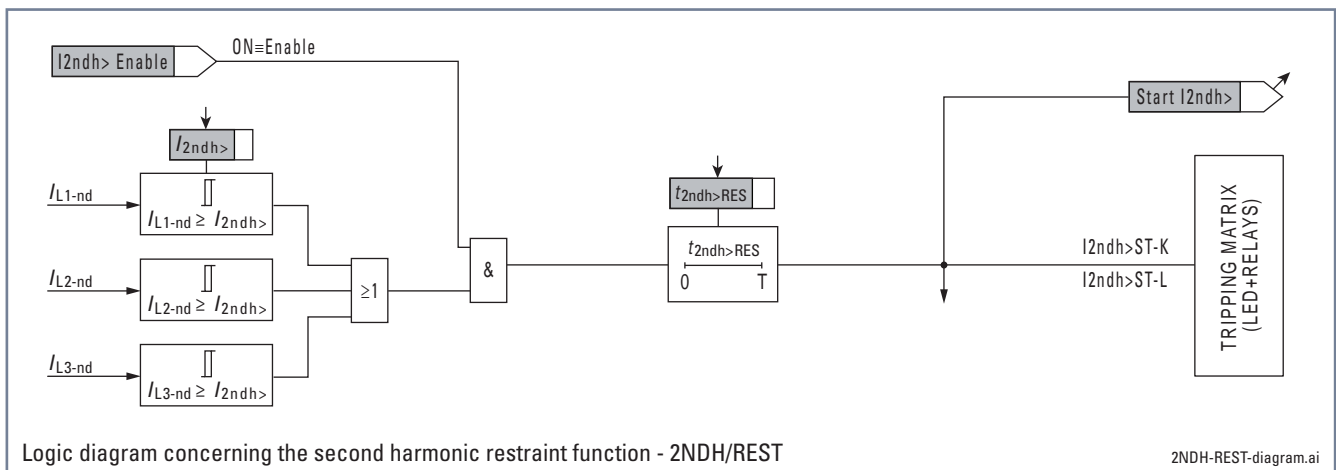 I2ndh> Enable
ON≡Enable
Start I2ndh>
I2ndh>
IL1-nd
IL1-nd ≥ I2ndh>
IL2-nd
IL2-nd ≥ I2ndh>
IL3-nd
IL3-nd ≥ I2ndh>
≥1
&
t2ndh>RES
t2ndh>RES
0 T
I2ndh>ST-K
I2ndh>ST-L
TRIPPING MATRIX
(LED+RELAYS)
Logic diagram concerning the second harmonic restraint function - 2NDH/REST
2NDH-REST-diagram.ai